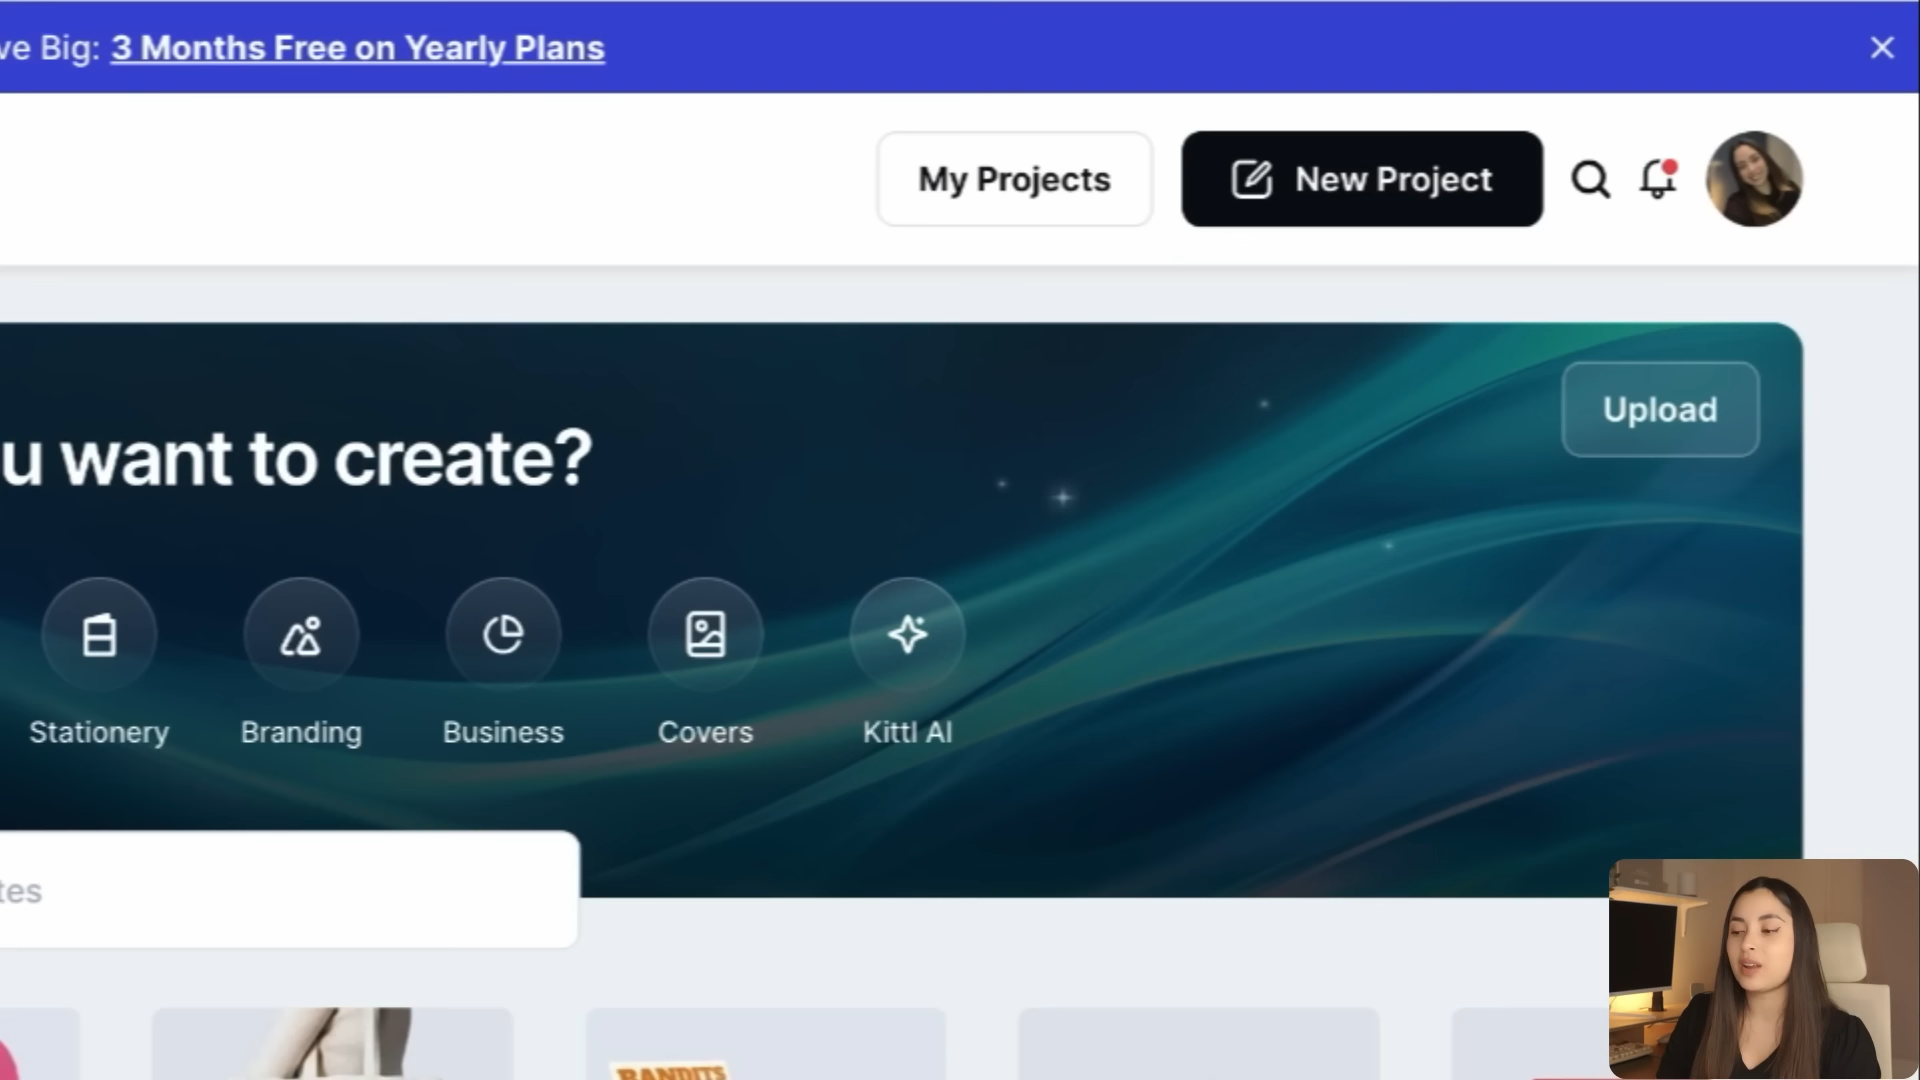 ve Big: 3 Months Free on Yearly Plans
My Projects
New Project
u want to create?
Upload
Stationery
Branding
Business
Covers
Kittl AI
tes
BANDITS